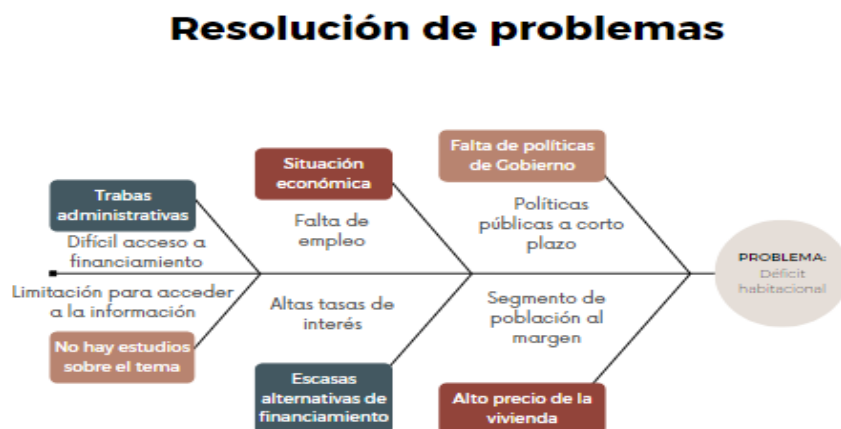 Resolución de problemas
Trabas
administrativas
Difícil acceso a
financiamiento
Situación
económica
Falta de
empleo
Falta de políticas
de Gobierno
Políticas
públicas a corto
plazo
PROBLEMA:
Déficit
habitacional
Limitación para acceder
a la información
No hay estudios
sobre el tema
Altas tasas de
interés
Escasas
alternativas de
financiamiento
Segmento de
población al
margen
Alto precio de la
vivienda